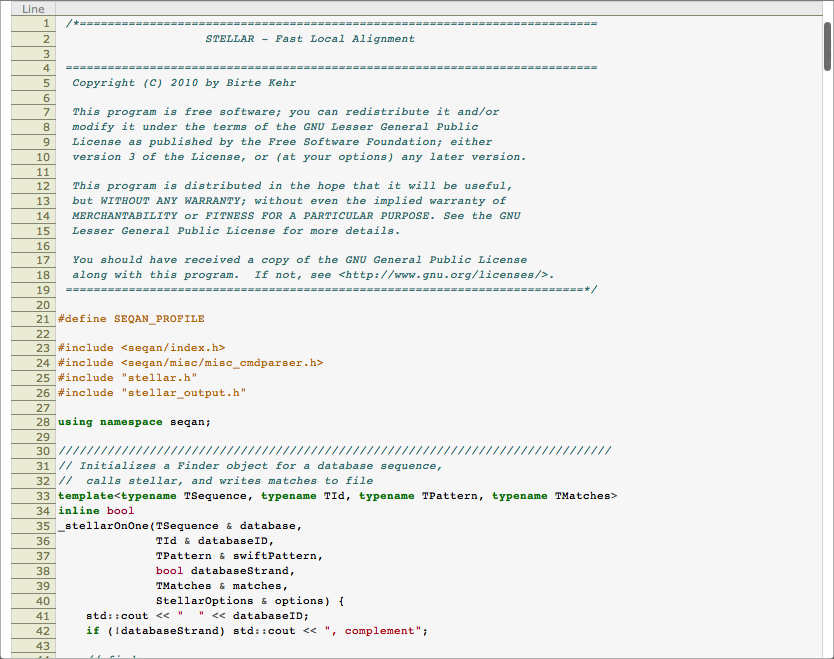 Line
1 /*==========================================================================
2                     STELLAR - Fast Local Alignment
3
4 ============================================================================
5  Copyright (C) 2010 by Birte Kehr
6
7  This program is free software; you can redistribute it and/or
8  modify it under the terms of the GNU Lesser General Public
9  License as published by the Free Software Foundation; either
10  version 3 of the License, or (at your options) any later version.
11
12  This program is distributed in the hope that it will be useful,
13  but WITHOUT ANY WARRANTY; without even the implied warranty of
14  MERCHANTABILITY or FITNESS FOR A PARTICULAR PURPOSE. See the GNU
15  Lesser General Public License for more details.
16
17  You should have received a copy of the GNU General Public License
18  along with this program.  If not, see <http://www.gnu.org/licenses/>.
19 ==========================================================================*/
20
21 #define SEQAN_PROFILE
22
23 #include <seqan/index.h>
24 #include <seqan/misc/misc_cmdparser.h>
25 #include "stellar.h"
26 #include "stellar_output.h"
27
28 using namespace seqan;
29
30 ///////////////////////////////////////////////////////////////////////////////
31 // Initializes a Finder object for a database sequence,
32 //  calls stellar, and writes matches to file
33 template<typename TSequence, typename TId, typename TPattern, typename TMatches>
34 inline bool
35 _stellarOnOne(TSequence & database,
36               TId & databaseID,
37               TPattern & swiftPattern,
38               bool databaseStrand,
39               TMatches & matches,
40               StellarOptions & options) {
41     std::cout << "  " << databaseID;
42     if (!databaseStrand) std::cout << ", complement";
43